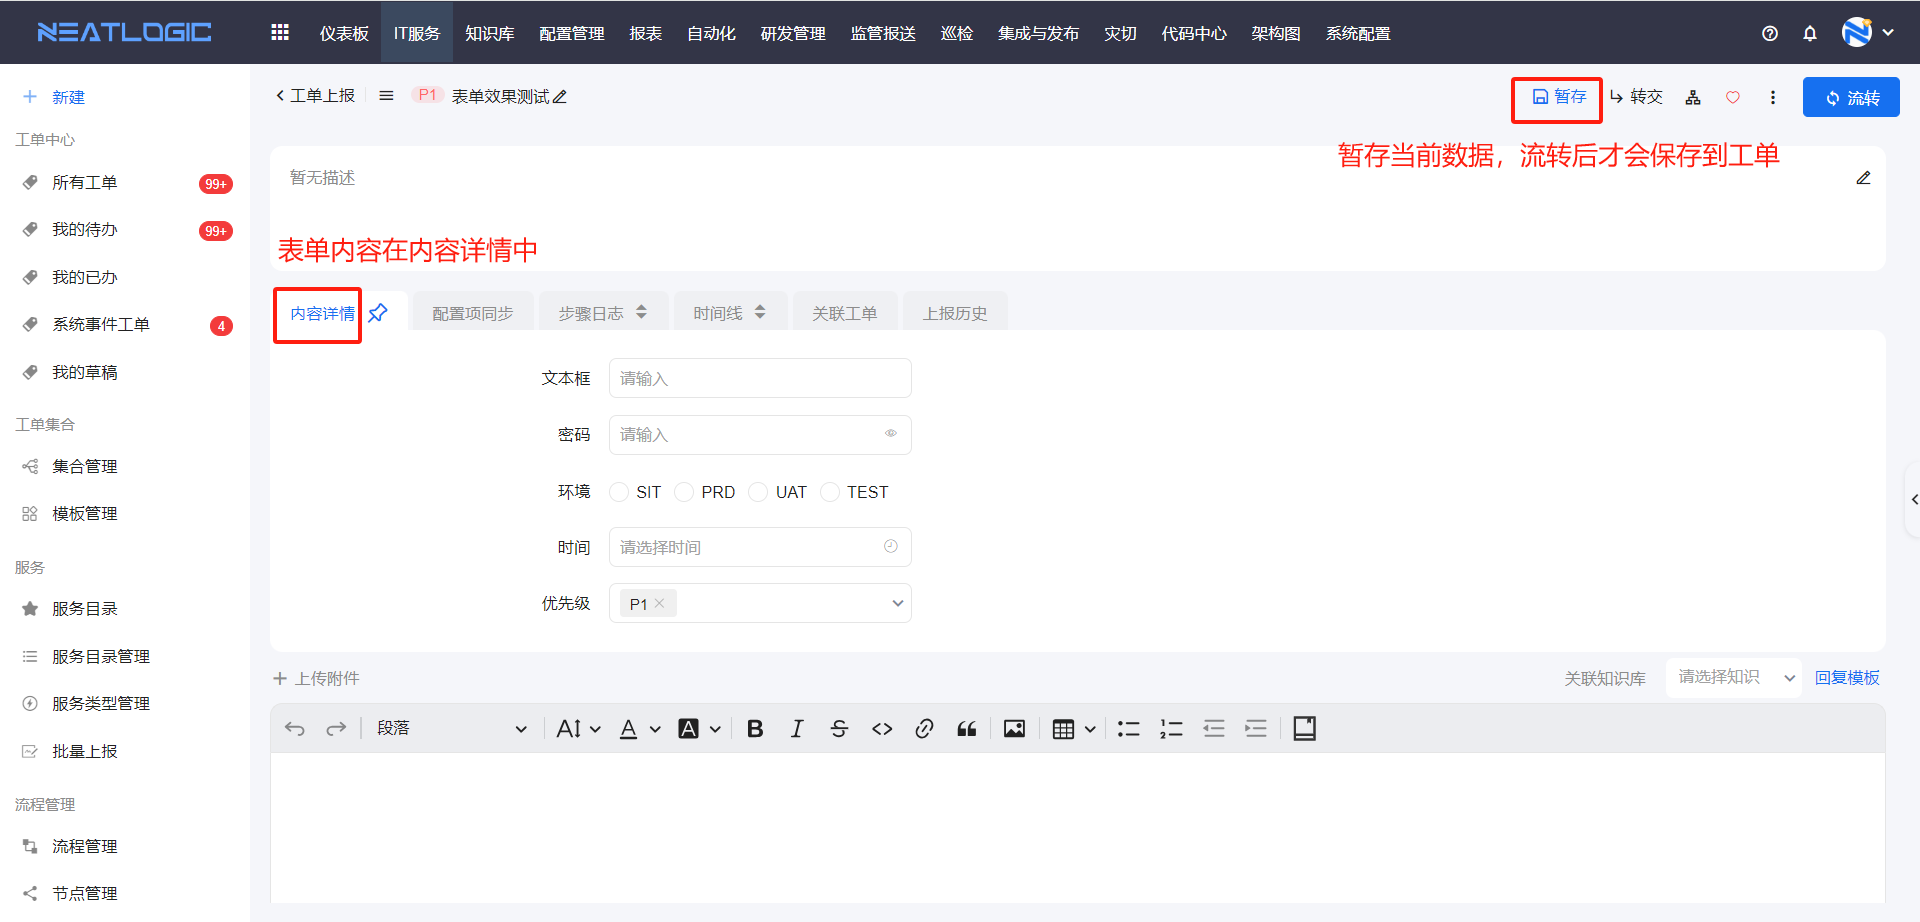 NEATLOGIC
仪表板 IT服务 知识库 配置管理 报表 自动化 研发管理 监管报送 巡检 集成与发布 灾切 代码中心 架构图 系统配置
新建
工单中心
所有工单 99+
我的待办 99+
我的已办
系统事件工单 4
我的草稿
工单集合
集合管理
模板管理
服务
服务目录
服务目录管理
服务类型管理
批量上报
流程管理
流程管理
节点管理
工单上报 P1 表单效果测试
暂存 转交 流转
暂存当前数据，流转后才会保存到工单
暂无描述
表单内容在内容详情中
内容详情 配置项同步 步骤日志 时间线 关联工单 上报历史
文本框 请输入
密码 请输入
环境 SIT PRD UAT TEST
时间 请选择时间
优先级 P1
上传附件
关联知识库 请选择知识 回复模板
段落